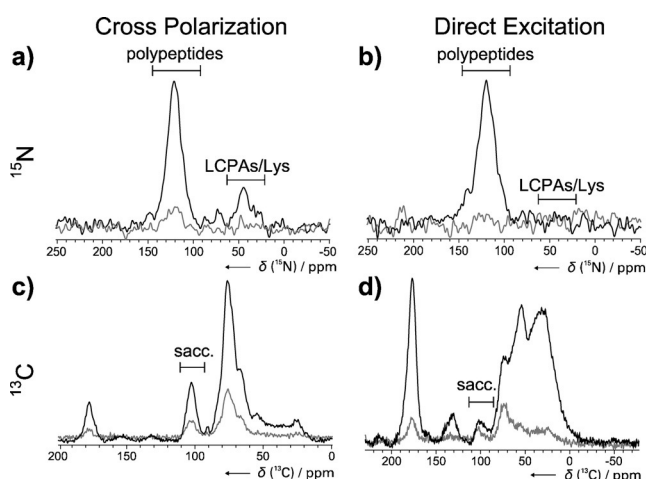 Cross Polarization
Direct Excitation
a)
polypeptides
LCPAs/Lys
¹⁵N
250 200 150 100 50 0 -50
δ (¹⁵N) / ppm
b)
polypeptides
LCPAs/Lys
250 200 150 100 50 0 -50
δ (¹⁵N) / ppm
c)
sacc.
¹³C
200 150 100 50 0
δ (¹³C) / ppm
d)
sacc.
200 150 100 50 0 -50
δ (¹³C) / ppm